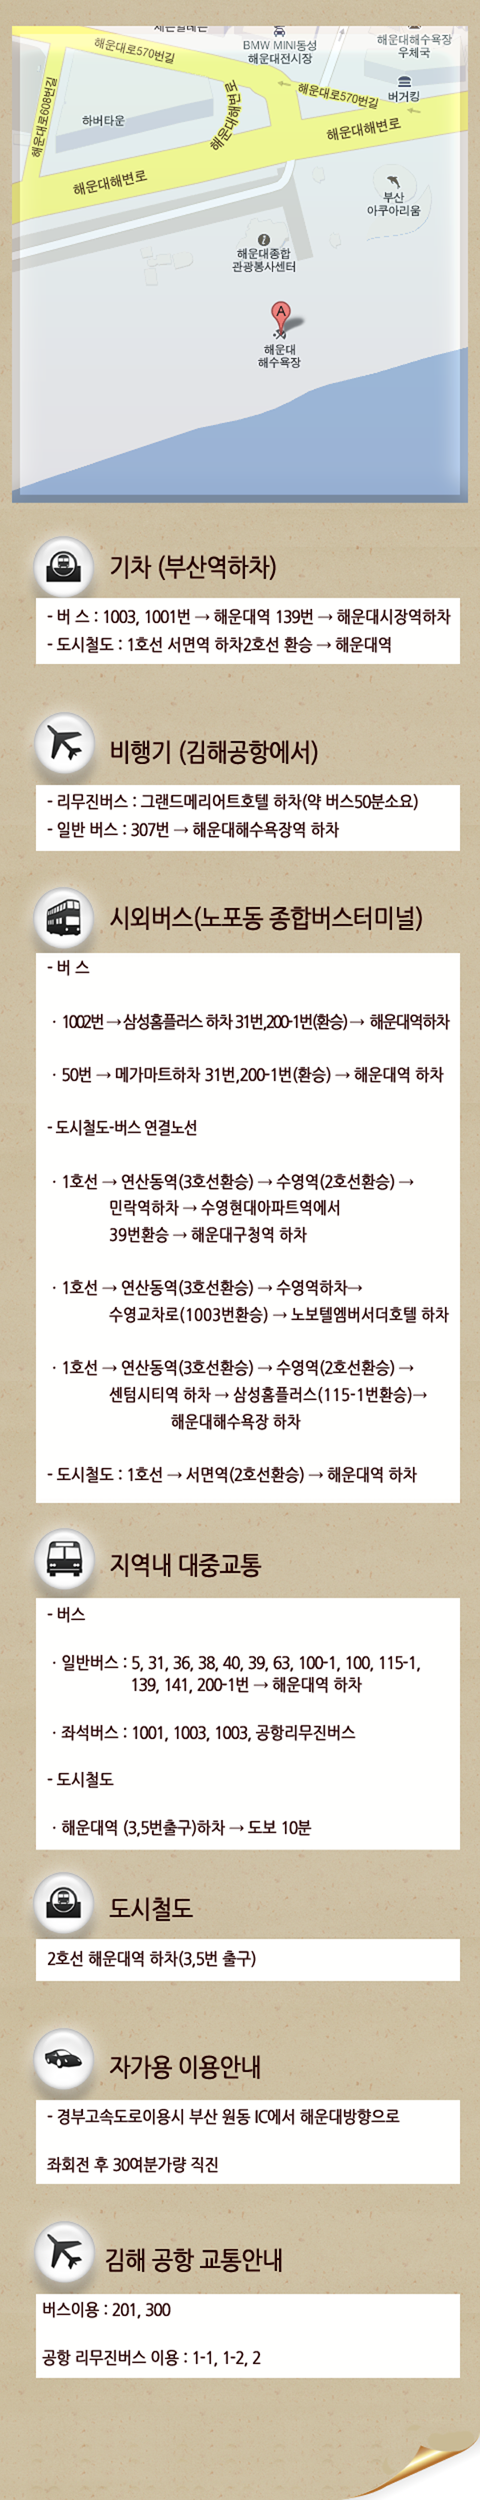 해운대로570번길
BMW MINI동성
해운대전시장
해운대해수욕장
우체국
해운대로608번길
하버타운
해운대해변로
해운대로570번길
버거킹
해운대해변로
해운대해변로
부산
아쿠아리움
해운대종합
관광봉사센터
A
해운대
해수욕장
기차 (부산역하차)
- 버 스 : 1003, 1001번 → 해운대역 139번 → 해운대시장역하차
- 도시철도 : 1호선 서면역 하차2호선 환승 → 해운대역
비행기 (김해공항에서)
- 리무진버스 : 그랜드메리어트호텔 하차(약 버스50분소요)
- 일반 버스 : 307번 → 해운대해수욕장역 하차
시외버스(노포동 종합버스터미널)
- 버 스
· 1002번 → 삼성홈플러스 하차 31번,200-1번(환승) → 해운대역하차
· 50번 → 메가마트하차 31번,200-1번(환승) → 해운대역 하차
- 도시철도-버스 연결노선
· 1호선 → 연산동역(3호선환승) → 수영역(2호선환승) →
민락역하차 → 수영현대아파트역에서
39번환승 → 해운대구청역 하차
· 1호선 → 연산동역(3호선환승) → 수영역하차→
수영교차로(1003번환승) → 노보텔엠버서더호텔 하차
· 1호선 → 연산동역(3호선환승) → 수영역(2호선환승) →
센텀시티역 하차 → 삼성홈플러스(115-1번환승)→
해운대해수욕장 하차
- 도시철도 : 1호선 → 서면역(2호선환승) → 해운대역 하차
지역내 대중교통
- 버스
· 일반버스 : 5, 31, 36, 38, 40, 39, 63, 100-1, 100, 115-1,
139, 141, 200-1번 → 해운대역 하차
· 좌석버스 : 1001, 1003, 1003, 공항리무진버스
- 도시철도
· 해운대역 (3,5번출구)하차 → 도보 10분
도시철도
2호선 해운대역 하차(3,5번 출구)
자가용 이용안내
- 경부고속도로이용시 부산 원동 IC에서 해운대방향으로
좌회전 후 30여분가량 직진
김해 공항 교통안내
버스이용 : 201, 300
공항 리무진버스 이용 : 1-1, 1-2, 2